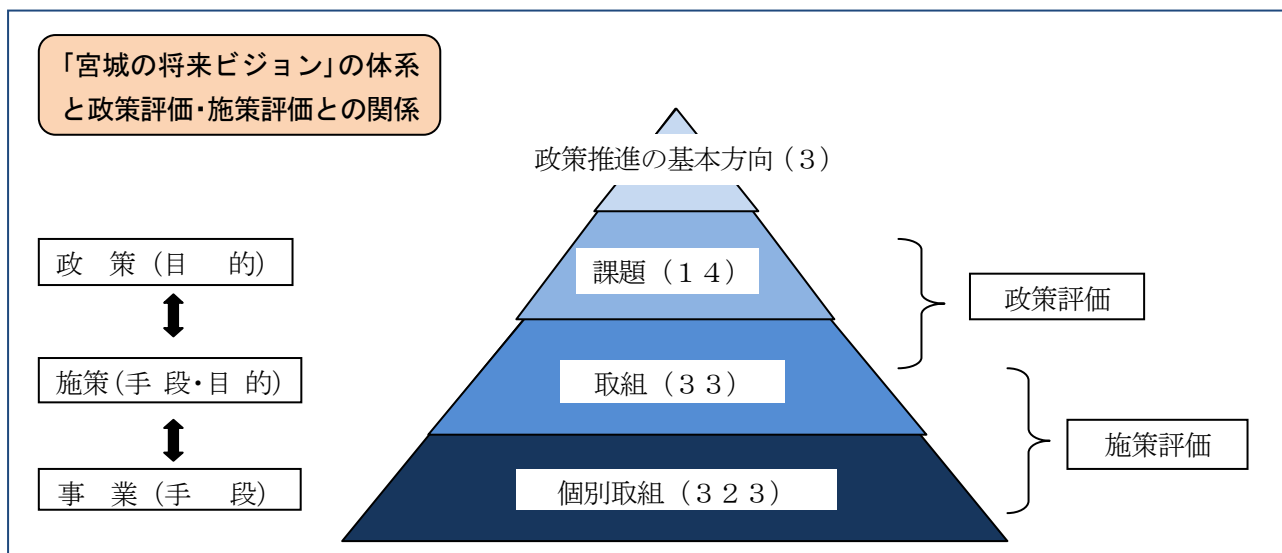 「宮城の将来ビジョン」の体系
と政策評価・施策評価との関係
政策推進の基本方向(3)
政 策(目 的)
課題(14)
政策評価
施策(手 段・目 的)
取組(33)
施策評価
事 業(手 段)
個別取組(323)